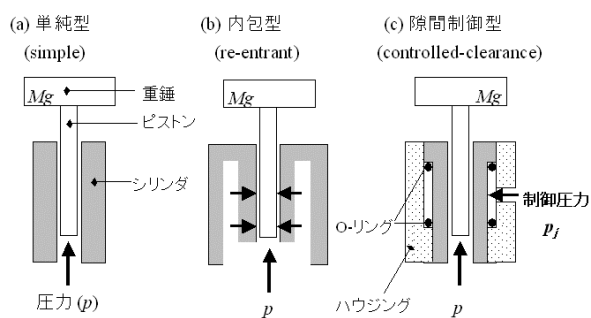 (a) 単純型
(simple)
(b) 内包型
(re-entrant)
(c) 隙間制御型
(controlled-clearance)
Mg
重錘
ピストン
シリンダ
圧力 (p)
Mg
p
Mg
O-リング
制御圧力
pj
ハウジング
p